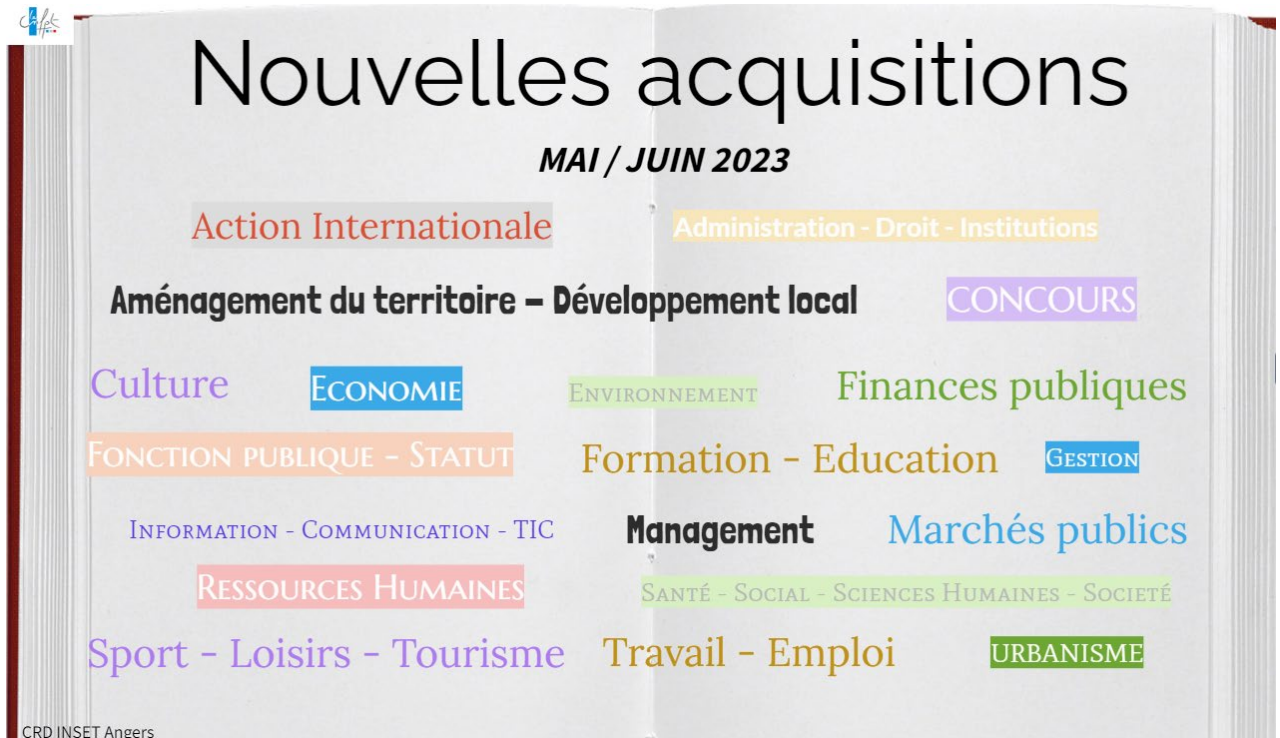 cnfpt
Nouvelles acquisitions
MAI / JUIN 2023
Action Internationale
Administration - Droit - Institutions
Aménagement du territoire – Développement local
CONCOURS
Culture
ECONOMIE
ENVIRONNEMENT
Finances publiques
FONCTION PUBLIQUE - STATUT
Formation - Education
GESTION
INFORMATION - COMMUNICATION - TIC
Management
Marchés publics
RESSOURCES HUMAINES
SANTÉ - SOCIAL - SCIENCES HUMAINES - SOCIETÉ
Sport - Loisirs - Tourisme
Travail - Emploi
URBANISME
CRD INSET Angers